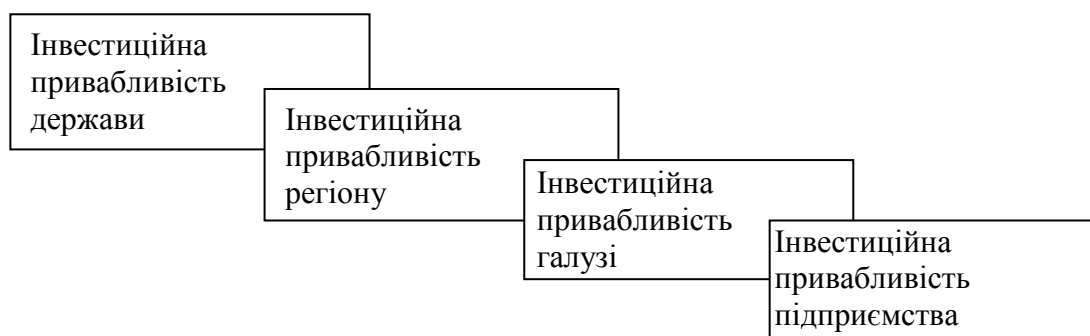 Інвестиційна
привабливість
держави
Інвестиційна
привабливість
регіону
Інвестиційна
привабливість
галузі
Інвестиційна
привабливість
підприємства